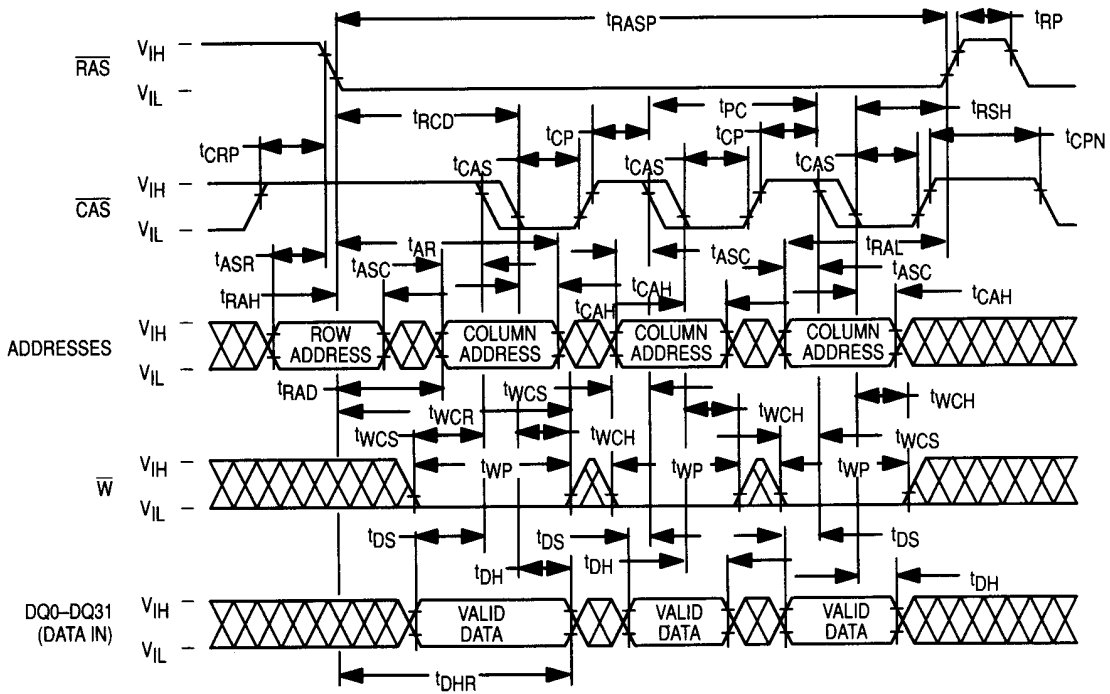 tRASP
tRP
VIH
RAS
VIL
tRCD
tPC
tRSH
tCRP
tCP
tCP
tCPN
tCAS
tCAS
tCAS
VIH
CAS
VIL
tAR
tRAL
tASR
tASC
tASC
tASC
tRAH
tCAH
tCAH
tCAH
VIH
ADDRESSES
VIL
ROW ADDRESS
COLUMN ADDRESS
COLUMN ADDRESS
COLUMN ADDRESS
tRAD
tWCS
tWCH
tWCR
tWCH
tWCS
tWCH
tWCS
VIH
W
VIL
tWP
tWP
tWP
tDS
tDS
tDS
tDH
tDH
tDH
DQ0–DQ31
(DATA IN)
VIH
VIL
VALID DATA
VALID DATA
VALID DATA
tDHR